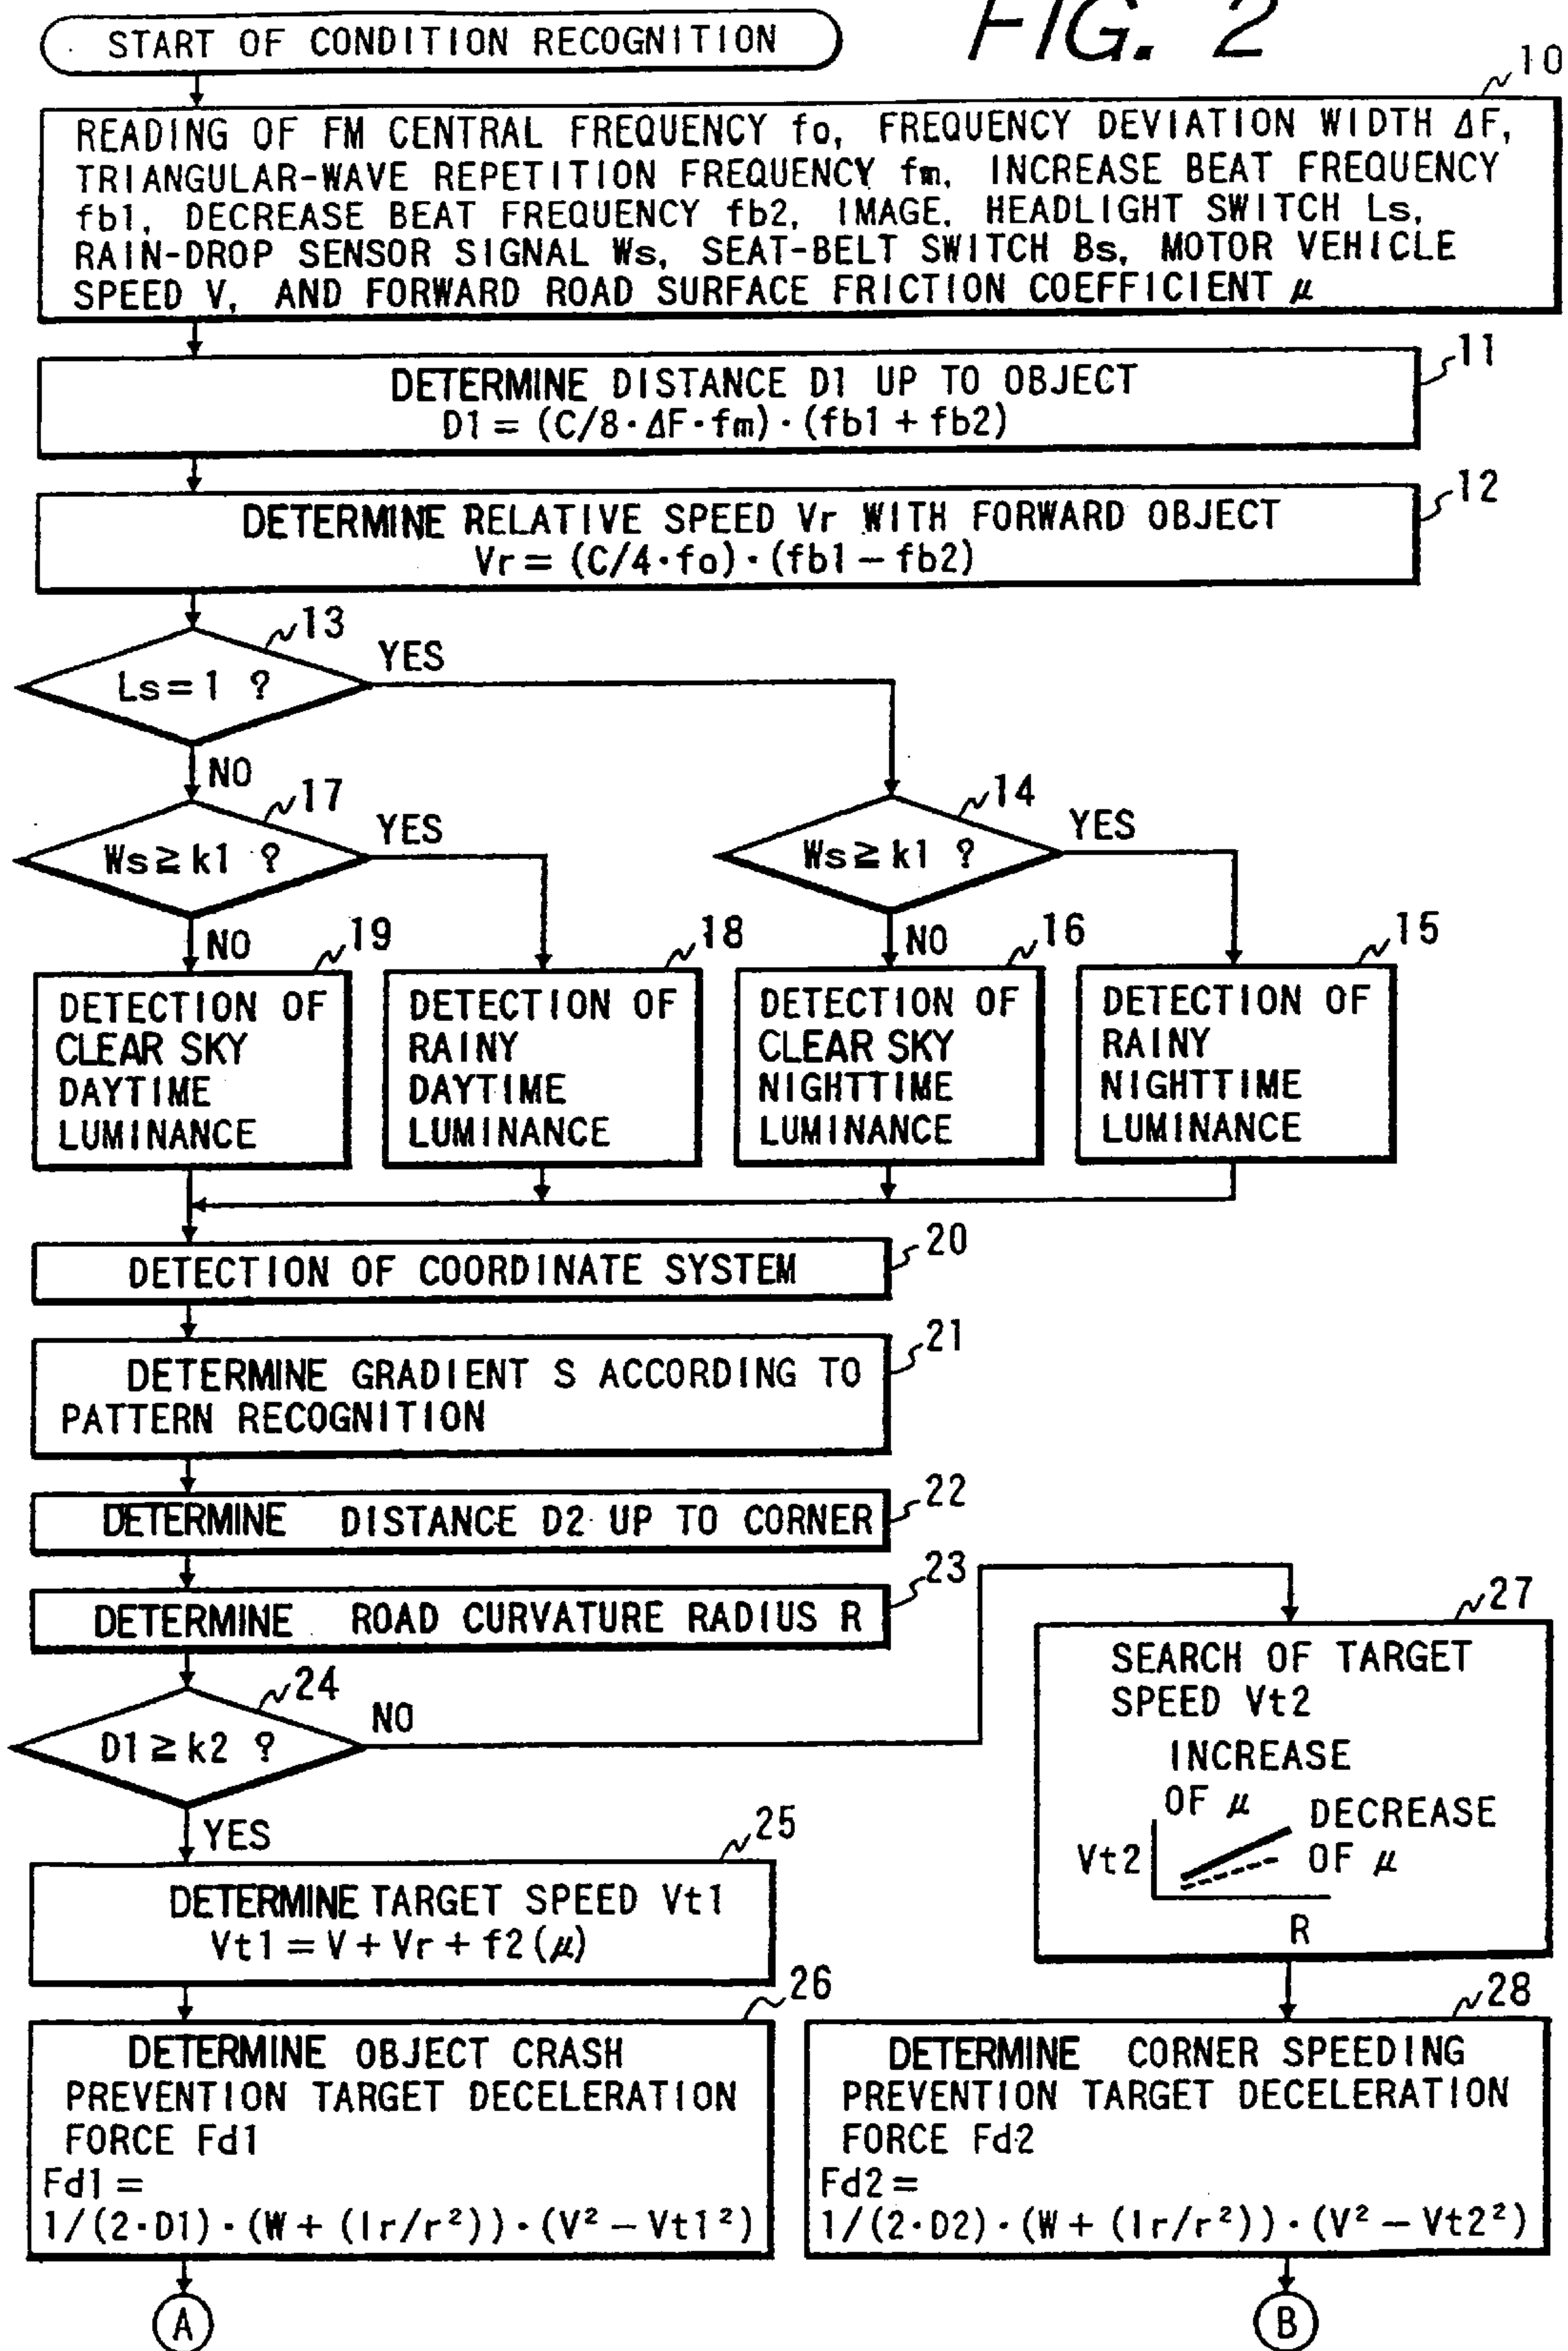 FIG. 2
START OF CONDITION RECOGNITION
10
READING OF FM CENTRAL FREQUENCY fo, FREQUENCY DEVIATION WIDTH ΔF,
TRIANGULAR-WAVE REPETITION FREQUENCY fm, INCREASE BEAT FREQUENCY
fb1, DECREASE BEAT FREQUENCY fb2, IMAGE, HEADLIGHT SWITCH Ls,
RAIN-DROP SENSOR SIGNAL Ws, SEAT-BELT SWITCH Bs, MOTOR VEHICLE
SPEED V, AND FORWARD ROAD SURFACE FRICTION COEFFICIENT μ
11
DETERMINE DISTANCE D1 UP TO OBJECT
D1 = (C/8·ΔF·fm)·(fb1 + fb2)
12
DETERMINE RELATIVE SPEED Vr WITH FORWARD OBJECT
Vr = (C/4·fo)·(fb1 − fb2)
13
Ls = 1 ?
YES
NO
17
Ws ≧ k1 ?
YES
14
Ws ≧ k1 ?
YES
NO
19
18
NO
16
15
DETECTION OF
CLEAR SKY
DAYTIME
LUMINANCE
DETECTION OF
RAINY
DAYTIME
LUMINANCE
DETECTION OF
CLEAR SKY
NIGHTTIME
LUMINANCE
DETECTION OF
RAINY
NIGHTTIME
LUMINANCE
20
DETECTION OF COORDINATE SYSTEM
21
DETERMINE GRADIENT S ACCORDING TO
PATTERN RECOGNITION
22
DETERMINE DISTANCE D2 UP TO CORNER
23
DETERMINE ROAD CURVATURE RADIUS R
24
D1 ≧ k2 ?
NO
YES
27
SEARCH OF TARGET
SPEED Vt2
INCREASE
OF μ
DECREASE
OF μ
Vt2
R
25
DETERMINE TARGET SPEED Vt1
Vt1 = V + Vr + f2(μ)
26
DETERMINE OBJECT CRASH
PREVENTION TARGET DECELERATION
FORCE Fd1
Fd1 =
1/(2·D1)·(W + (Ir/r²))·(V² − Vt1²)
28
DETERMINE CORNER SPEEDING
PREVENTION TARGET DECELERATION
FORCE Fd2
Fd2 =
1/(2·D2)·(W + (Ir/r²))·(V² − Vt2²)
A
B